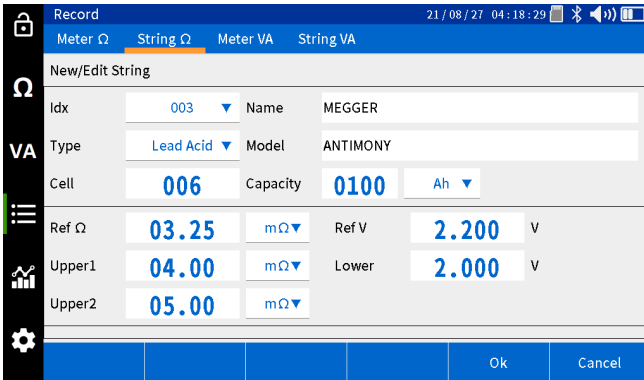 Record 21/08/27 04:18:29
Meter Ω String Ω Meter VA String VA
New/Edit String
Idx 003 ▼ Name MEGGER
Ω
Type Lead Acid ▼ Model ANTIMONY
VA
Cell 006 Capacity 0100 Ah ▼
Ref Ω 03.25 mΩ▼ Ref V 2.200 V
Upper1 04.00 mΩ▼ Lower 2.000 V
Upper2 05.00 mΩ▼
Ok Cancel